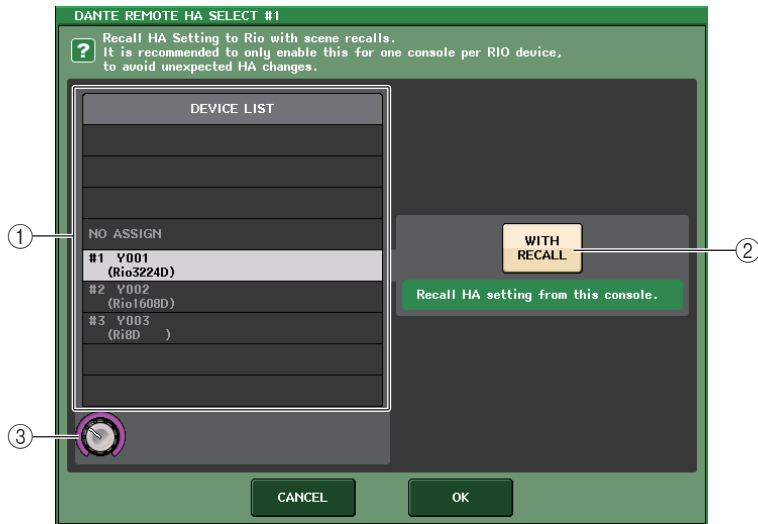 DANTE REMOTE HA SELECT #1
? Recall HA Setting to Rio with scene recalls.
It is recommended to only enable this for one console per RIO device,
to avoid unexpected HA changes.
DEVICE LIST
NO ASSIGN
#1 Y001
(Rio3224D)
#2 Y002
(Rio1608D)
#3 Y003
(Ri8D )
①
WITH
RECALL
②
Recall HA setting from this console.
③
CANCEL
OK